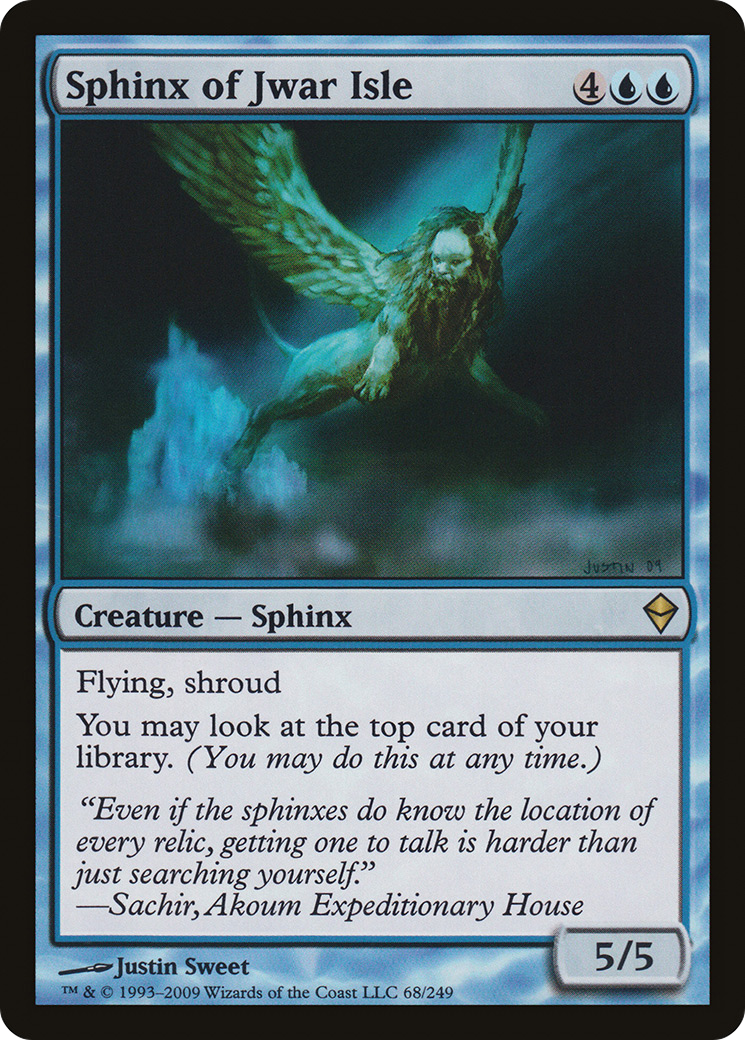 Sphinx of Jwar Isle 4
JUSTIN 09
Creature — Sphinx
Flying, shroud
You may look at the top card of your
library. (You may do this at any time.)
“Even if the sphinxes do know the location of
every relic, getting one to talk is harder than
just searching yourself.”
—Sachir, Akoum Expeditionary House
5/5
Justin Sweet
™ & © 1993–2009 Wizards of the Coast LLC 68/249